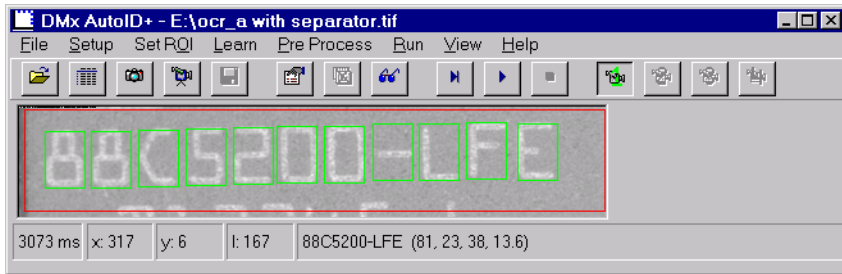 DMx AutoID+ - E:\ocr_a with separator.tif
File Setup Set ROI Learn Pre Process Run View Help
88C5200-LFE
3073 ms x: 317 y: 6 I: 167 88C5200-LFE (81, 23, 38, 13.6)